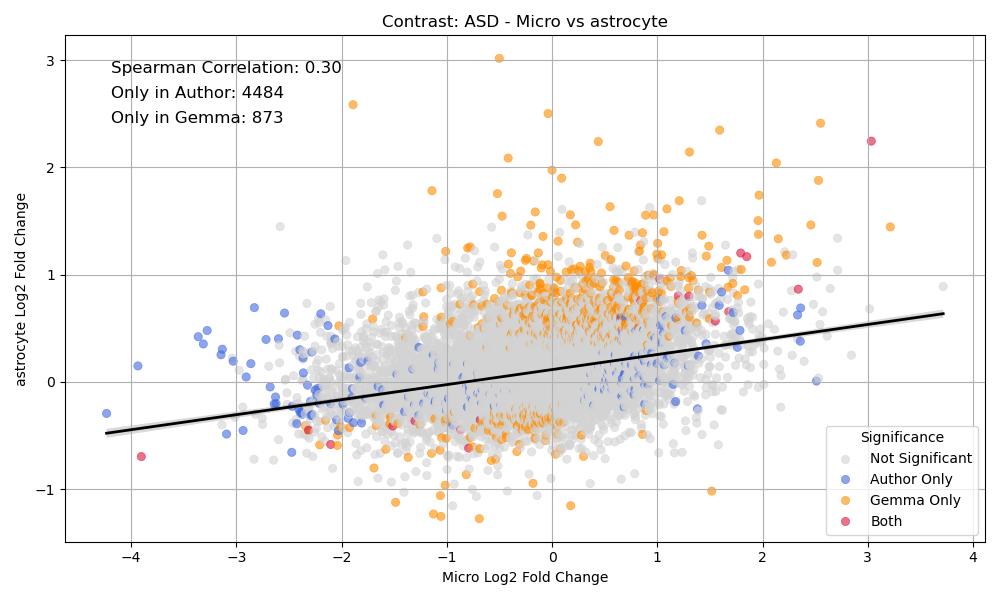 Contrast: ASD - Micro vs astrocyte
Spearman Correlation: 0.30
Only in Author: 4484
Only in Gemma: 873
astrocyte Log2 Fold Change
3
2
1
0
−1
−4
−3
−2
−1
0
1
2
3
4
Micro Log2 Fold Change
Significance
Not Significant
Author Only
Gemma Only
Both